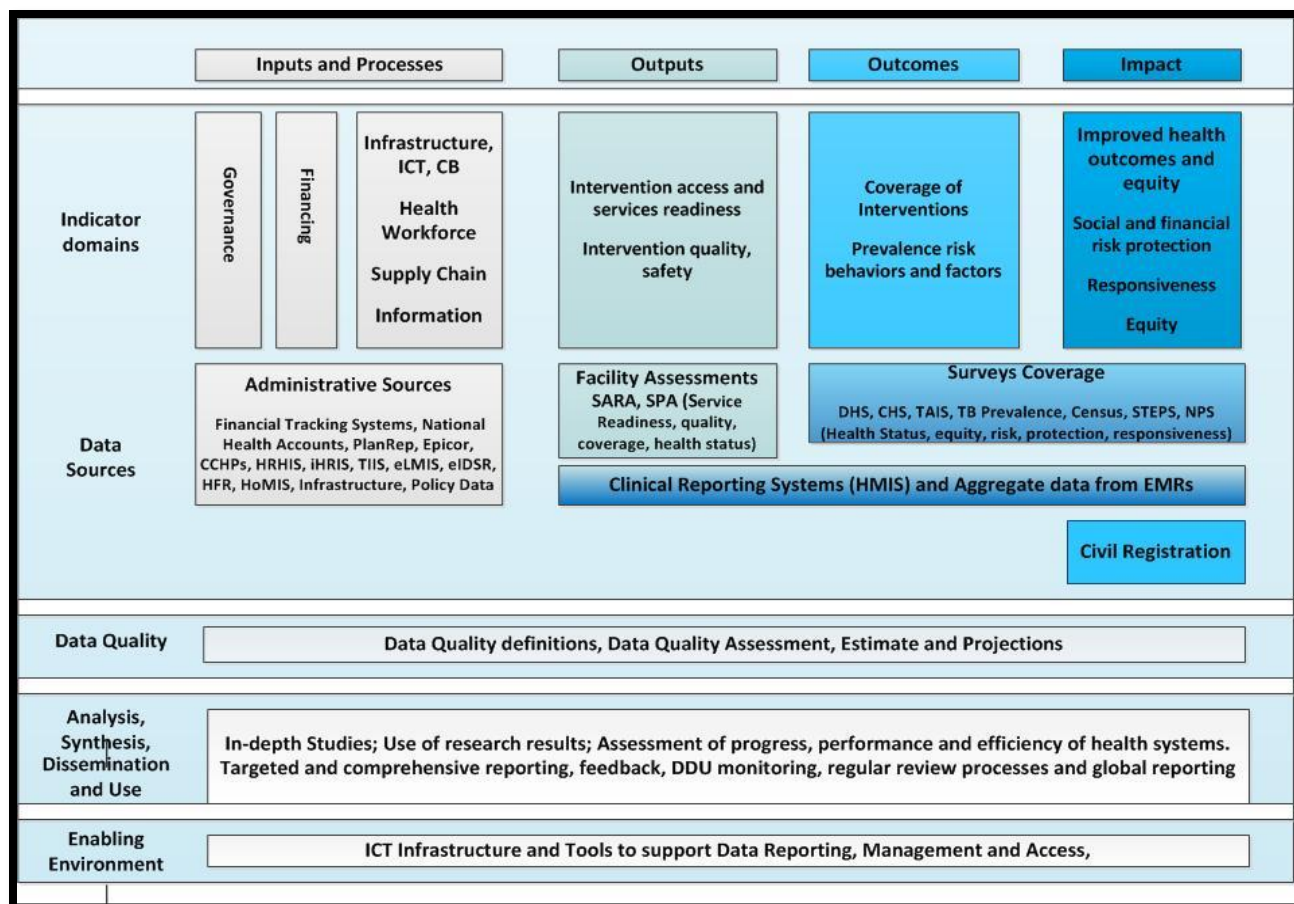 Inputs and Processes
Outputs
Outcomes
Impact
Indicator
domains
Governance
Financing
Infrastructure,
ICT, CB
Health
Workforce
Supply Chain
Information
Intervention access and
services readiness
Intervention quality,
safety
Coverage of
Interventions
Prevalence risk
behaviors and factors
Improved health
outcomes and
equity
Social and financial
risk protection
Responsiveness
Equity
Data
Sources
Administrative Sources
Financial Tracking Systems, National
Health Accounts, PlanRep, Epicor,
CCHPs, HRHIS, iHRIS, TIIS, eLMIS, eIDSR,
HFR, HoMIS, Infrastructure, Policy Data
Facility Assessments
SARA, SPA (Service
Readiness, quality,
coverage, health status)
Surveys Coverage
DHS, CHS, TAIS, TB Prevalence, Census, STEPS, NPS
(Health Status, equity, risk, protection, responsiveness)
Clinical Reporting Systems (HMIS) and Aggregate data from EMRs
Civil Registration
Data Quality
Data Quality definitions, Data Quality Assessment, Estimate and Projections
Analysis,
Synthesis,
Dissemination
and Use
In-depth Studies; Use of research results; Assessment of progress, performance and efficiency of health systems.
Targeted and comprehensive reporting, feedback, DDU monitoring, regular review processes and global reporting
Enabling
Environment
ICT Infrastructure and Tools to support Data Reporting, Management and Access,